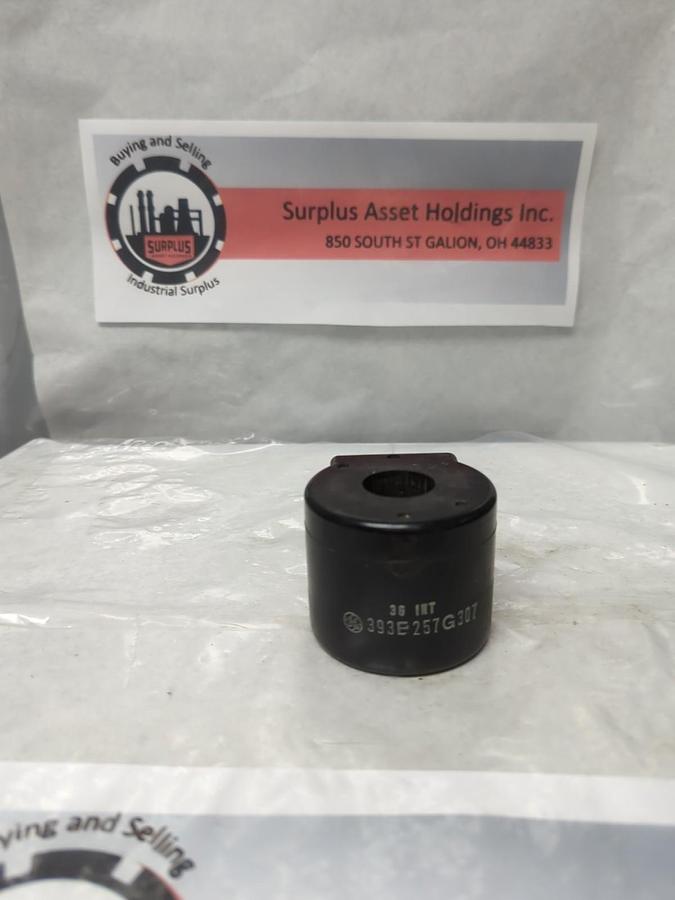 Buying and Selling
SURPLUS
Industrial Surplus
Surplus Asset Holdings Inc.
850 SOUTH ST GALION, OH 44833
36 INT
GE 393E257G307
ying and Selling